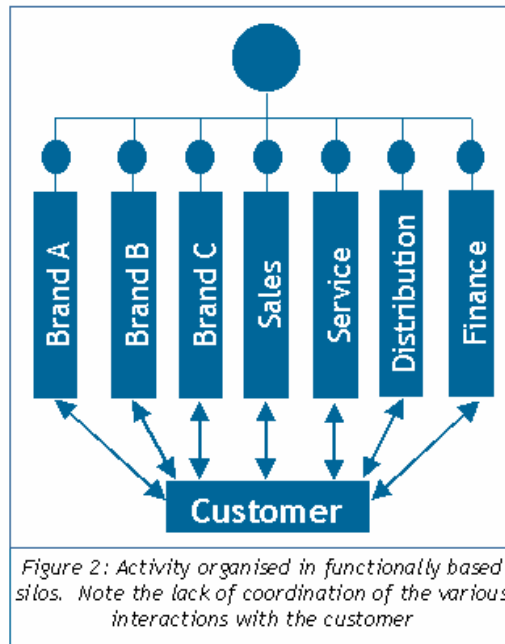 Brand A
Brand B
Brand C
Sales
Service
Distribution
Finance
Customer
Figure 2: Activity organised in functionally based
silos. Note the lack of coordination of the various
interactions with the customer